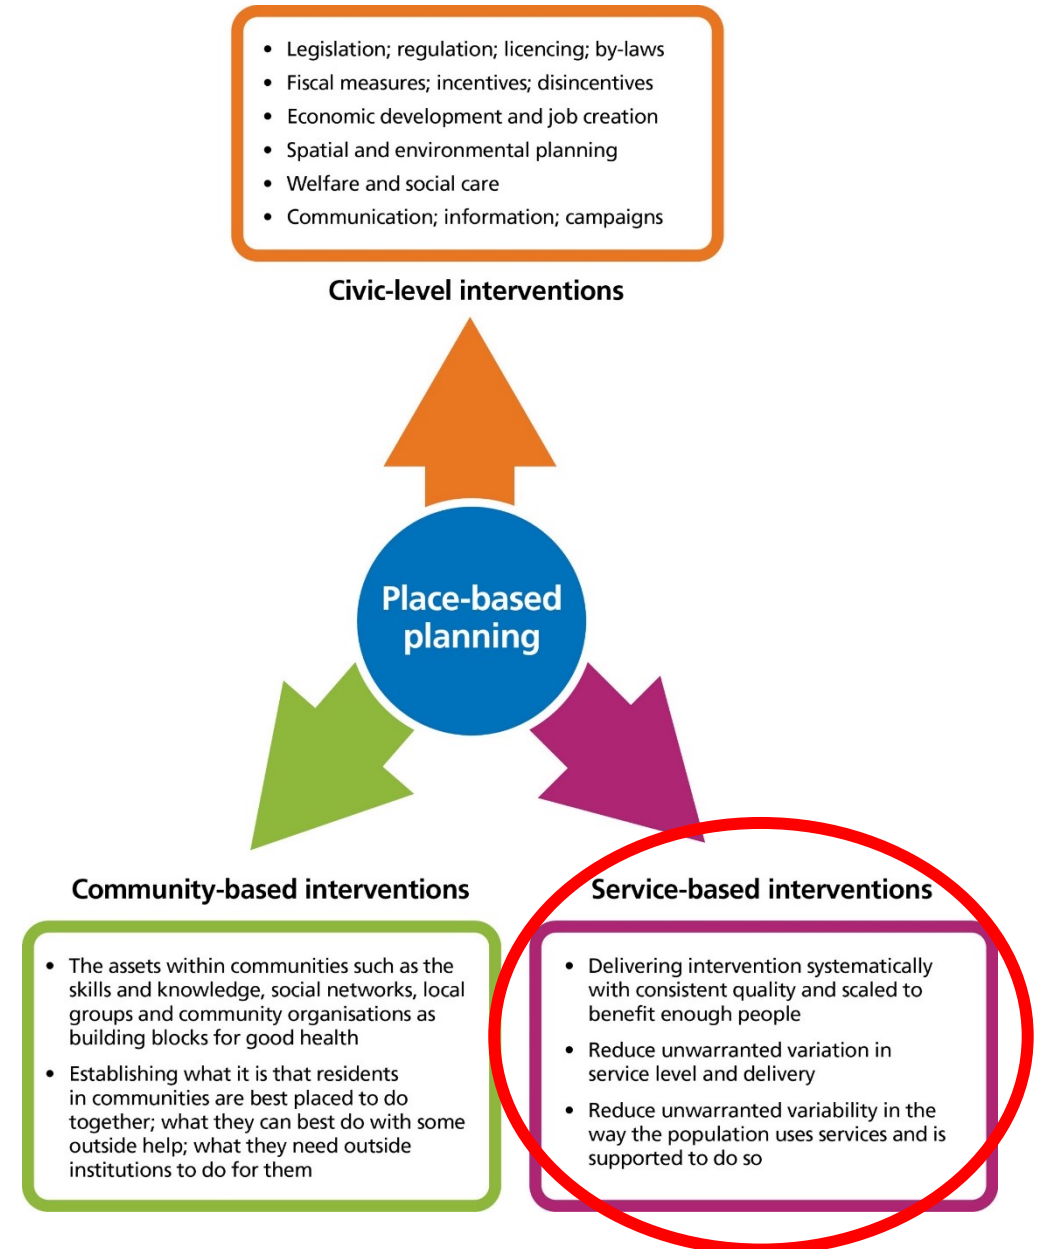 • Legislation; regulation; licencing; by-laws
• Fiscal measures; incentives; disincentives
• Economic development and job creation
• Spatial and environmental planning
• Welfare and social care
• Communication; information; campaigns
Civic-level interventions
Place-based
planning
Community-based interventions
• The assets within communities such as the
skills and knowledge, social networks, local
groups and community organisations as
building blocks for good health
• Establishing what it is that residents
in communities are best placed to do
together; what they can best do with some
outside help; what they need outside
institutions to do for them
Service-based interventions
• Delivering intervention systematically
with consistent quality and scaled to
benefit enough people
• Reduce unwarranted variation in
service level and delivery
• Reduce unwarranted variability in the
way the population uses services and is
supported to do so